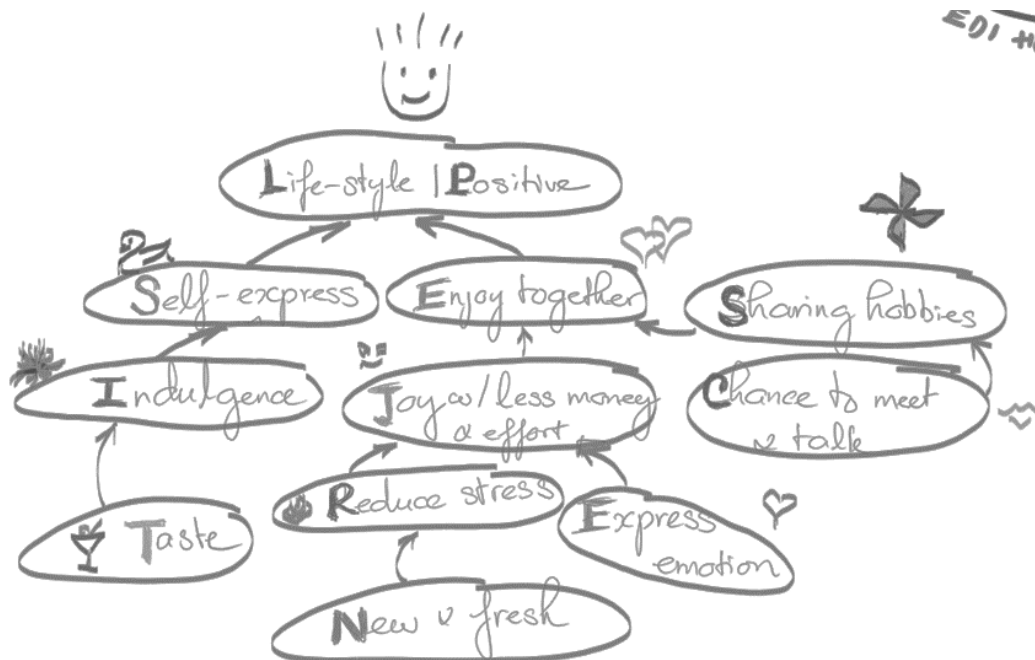 EDI
Life-style | Positive
Self-express
Enjoy together
Sharing hobbies
Indulgence
Joy w/ less money
& effort
Chance to meet
& talk
Reduce stress
Taste
Express
emotion
New & fresh